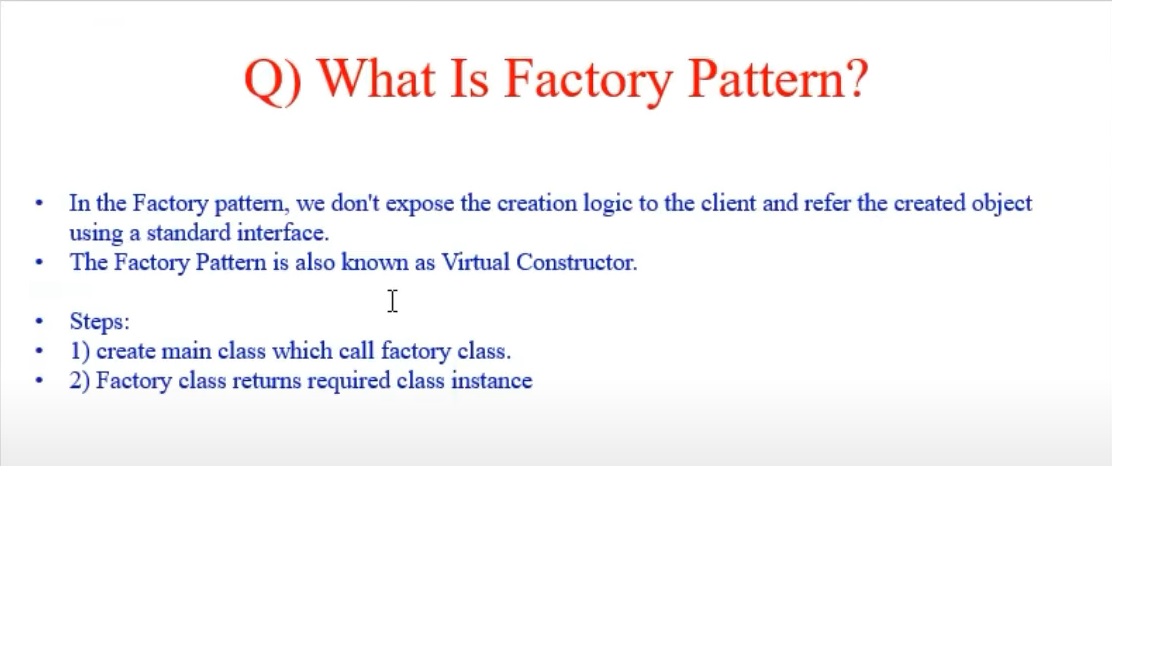 Q) What Is Factory Pattern?
• In the Factory pattern, we don't expose the creation logic to the client and refer the created object
using a standard interface.
• The Factory Pattern is also known as Virtual Constructor.
• Steps:
• 1) create main class which call factory class.
• 2) Factory class returns required class instance